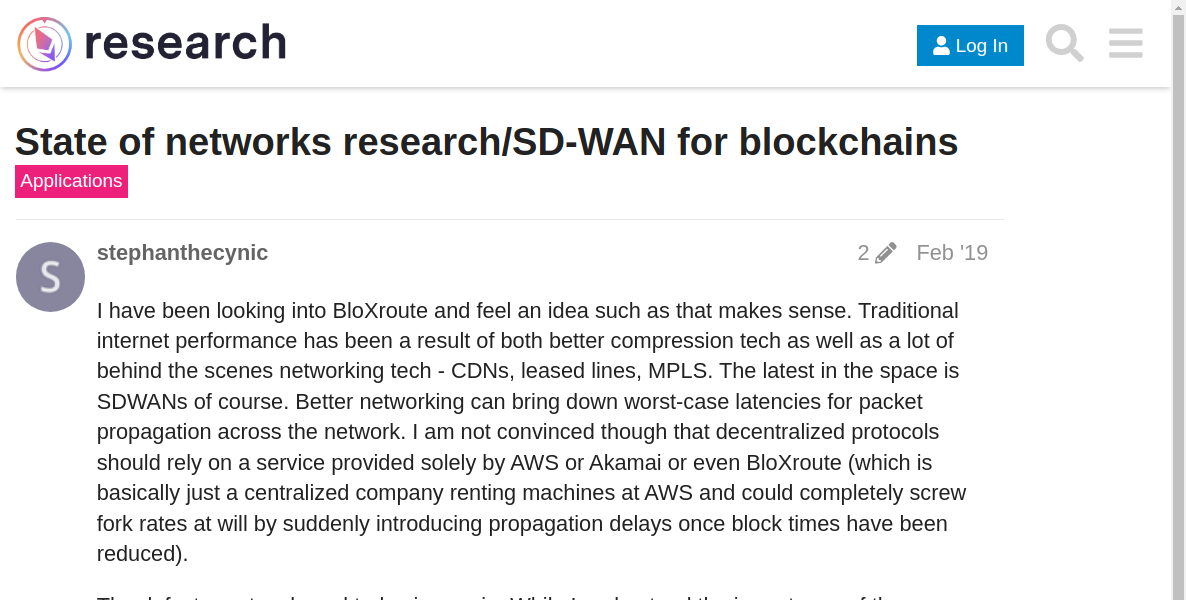 research
Log In
State of networks research/SD-WAN for blockchains
Applications
S
stephanthecynic
2
Feb '19
I have been looking into BloXroute and feel an idea such as that makes sense. Traditional
internet performance has been a result of both better compression tech as well as a lot of
behind the scenes networking tech - CDNs, leased lines, MPLS. The latest in the space is
SDWANs of course. Better networking can bring down worst-case latencies for packet
propagation across the network. I am not convinced though that decentralized protocols
should rely on a service provided solely by AWS or Akamai or even BloXroute (which is
basically just a centralized company renting machines at AWS and could completely screw
fork rates at will by suddenly introducing propagation delays once block times have been
reduced).